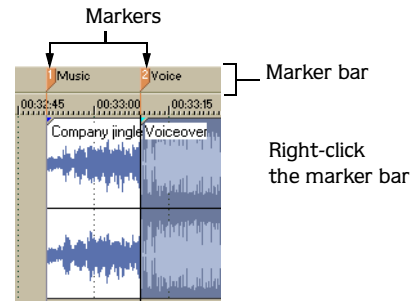 Markers
1 Music 2 Voice
Marker bar
00:32:45 00:33:00 00:33:15
Company jingle Voiceover
Right-click
the marker bar